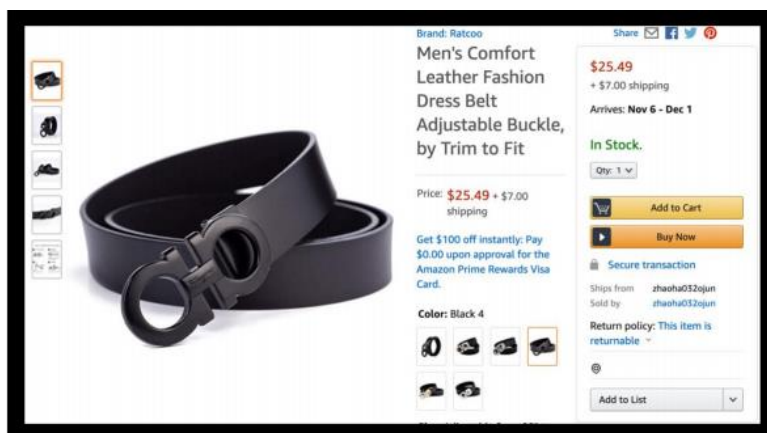 Brand: Ratcoo
Men's Comfort
Leather Fashion
Dress Belt
Adjustable Buckle,
by Trim to Fit
Price: $25.49 + $7.00
shipping
Get $100 off instantly: Pay
$0.00 upon approval for the
Amazon Prime Rewards Visa
Card.
Color: Black 4
Share
$25.49
+ $7.00 shipping
Arrives: Nov 6 - Dec 1
In Stock.
Qty: 1
Add to Cart
Buy Now
Secure transaction
Ships from zhaoha032ojun
Sold by zhaoha032ojun
Return policy: This item is
returnable
Add to List